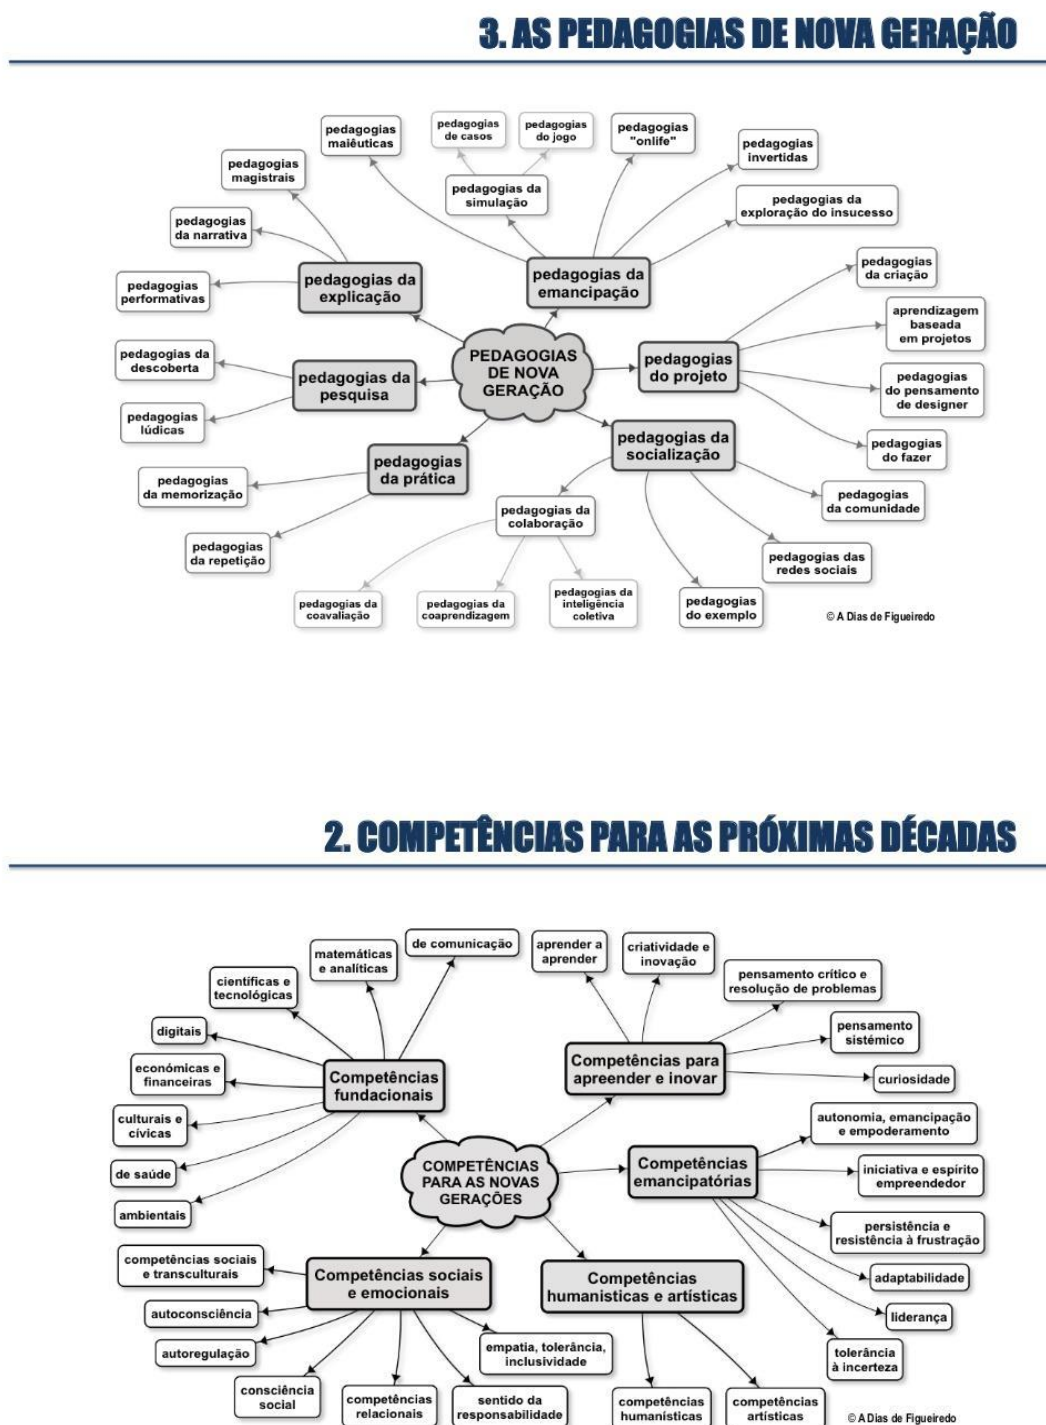 3. AS PEDAGOGIAS DE NOVA GERAÇÃO
pedagogias
maiêuticas
pedagogias
de casos
pedagogias
do jogo
pedagogias
"onlife"
pedagogias
invertidas
pedagogias
magistrais
pedagogias da
simulação
pedagogias da
exploração do insucesso
pedagogias
da narrativa
pedagogias
performativas
pedagogias da
explicação
pedagogias da
emancipação
pedagogias
da criação
aprendizagem
baseada
em projetos
pedagogias da
descoberta
pedagogias da
pesquisa
PEDAGOGIAS
DE NOVA
GERAÇÃO
pedagogias
do projeto
pedagogias
do pensamento
de designer
pedagogias
lúdicas
pedagogias
da prática
pedagogias da
socialização
pedagogias
do fazer
pedagogias
da memorização
pedagogias da
colaboração
pedagogias
da comunidade
pedagogias
da repetição
pedagogias das
redes sociais
pedagogias da
coavaliação
pedagogias da
coaprendizagem
pedagogias da
inteligência
coletiva
pedagogias
do exemplo
© A Dias de Figueiredo
2. COMPETÊNCIAS PARA AS PRÓXIMAS DÉCADAS
de comunicação
matemáticas
e analíticas
aprender a
aprender
criatividade e
inovação
científicas e
tecnológicas
pensamento crítico e
resolução de problemas
digitais
pensamento
sistémico
económicas e
financeiras
Competências
fundacionais
Competências para
apreender e inovar
curiosidade
culturais e
cívicas
autonomia, emancipação
e empoderamento
de saúde
COMPETÊNCIAS
PARA AS NOVAS
GERAÇÕES
Competências
emancipatórias
iniciativa e espírito
empreendedor
ambientais
persistência e
resistência à frustração
competências sociais
e transculturais
Competências sociais
e emocionais
Competências
humanisticas e artísticas
adaptabilidade
autoconsciência
liderança
autoregulação
empatia, tolerância,
inclusividade
tolerância
à incerteza
consciência
social
competências
relacionais
sentido da
responsabilidade
competências
humanísticas
competências
artísticas
© A Dias de Figueiredo